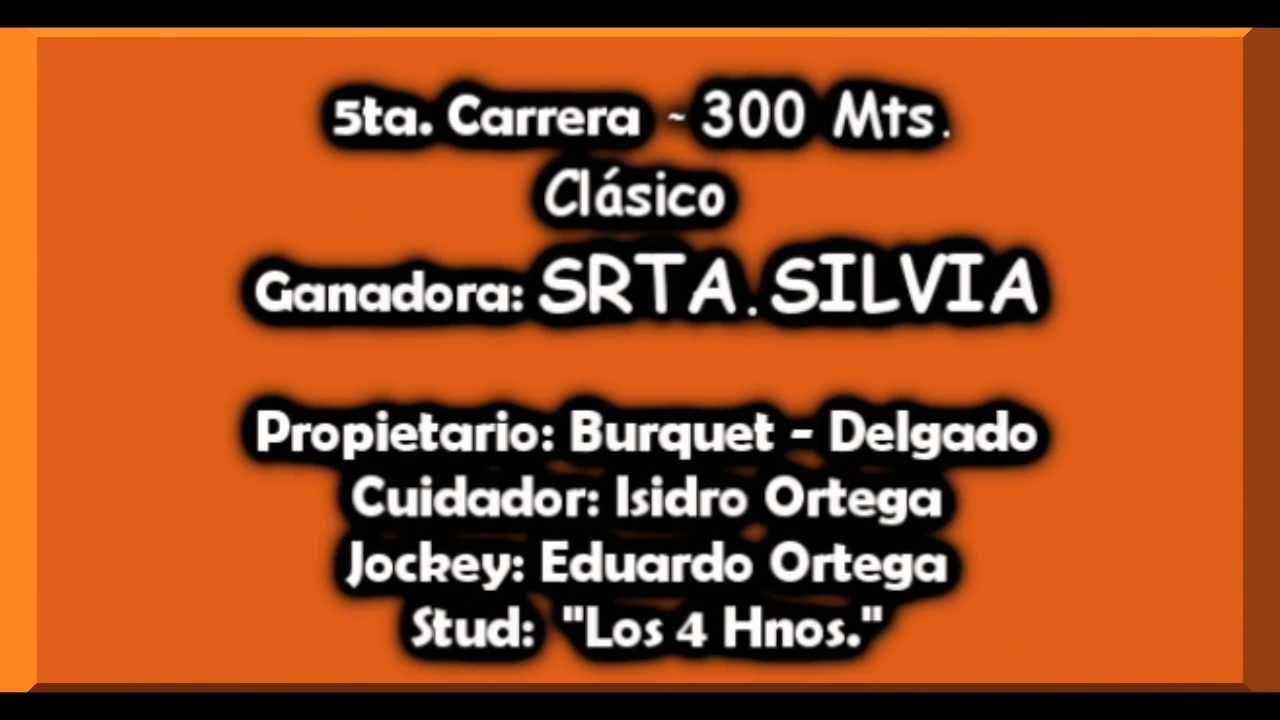 5ta. Carrera ~ 300 Mts.
Clásico
Ganadora: SRTA. SILVIA
Propietario: Burquet - Delgado
Cuidador: Isidro Ortega
Jockey: Eduardo Ortega
Stud: "Los 4 Hnos."